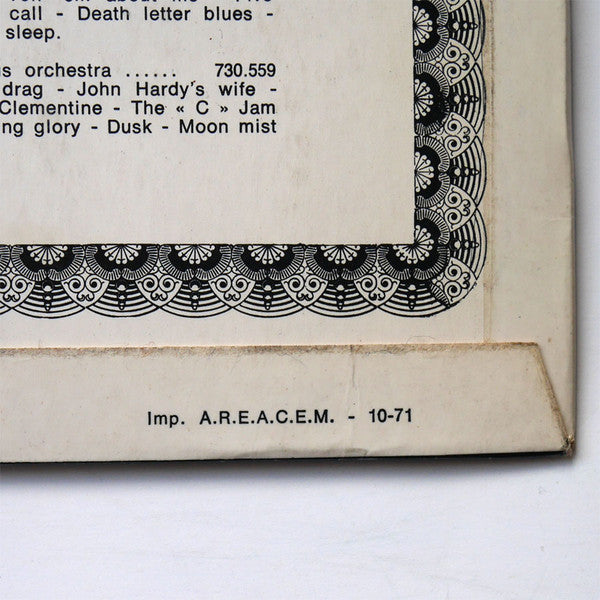 call - Death letter blues -
sleep.
us orchestra ...... 730.559
drag - John Hardy's wife -
Clementine - The « C » Jam
ng glory - Dusk - Moon mist
Imp. A.R.E.A.C.E.M. - 10-71